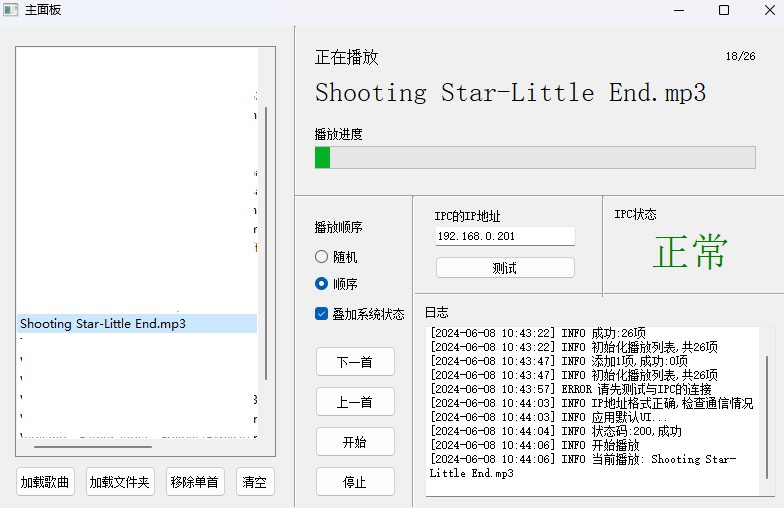 主面板
Shooting Star-Little End.mp3
加载歌曲
加载文件夹
移除单首
清空
正在播放
18/26
Shooting Star-Little End.mp3
播放进度
播放顺序
随机
顺序
叠加系统状态
下一首
上一首
开始
停止
IPC的IP地址
192.168.0.201
测试
IPC状态
正常
日志
[2024-06-08 10:43:22] INFO 成功:26项
[2024-06-08 10:43:22] INFO 初始化播放列表,共26项
[2024-06-08 10:43:47] INFO 添加1项,成功:0项
[2024-06-08 10:43:47] INFO 初始化播放列表,共26项
[2024-06-08 10:43:57] ERROR 请先测试与IPC的连接
[2024-06-08 10:44:03] INFO IP地址格式正确,检查通信情况
[2024-06-08 10:44:03] INFO 应用默认UI...
[2024-06-08 10:44:04] INFO 状态码:200,成功
[2024-06-08 10:44:06] INFO 开始播放
[2024-06-08 10:44:06] INFO 当前播放: Shooting Star-
Little End.mp3